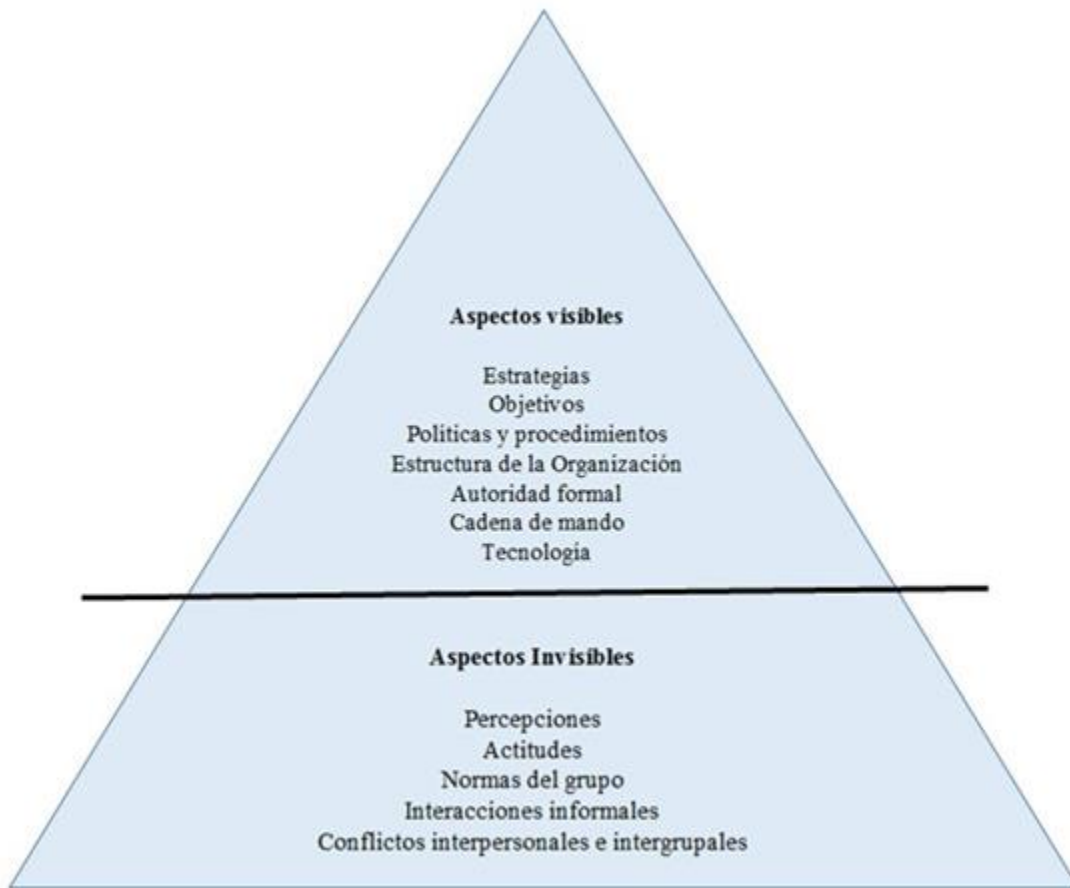 Aspectos visibles
Estrategias
Objetivos
Políticas y procedimientos
Estructura de la Organización
Autoridad formal
Cadena de mando
Tecnología
Aspectos Invisibles
Percepciones
Actitudes
Normas del grupo
Interacciones informales
Conflictos interpersonales e intergrupales